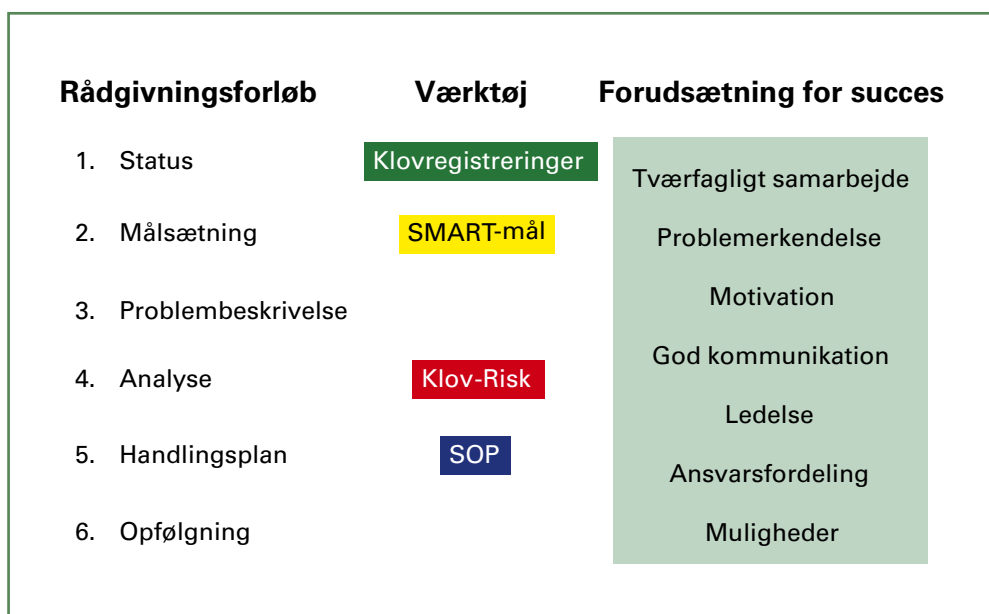 Rådgivningsforløb
Værktøj
Forudsætning for succes
1. Status
Klovregistreringer
2. Målsætning
SMART-mål
3. Problembeskrivelse
4. Analyse
Klov-Risk
5. Handlingsplan
SOP
6. Opfølgning
Tværfagligt samarbejde
Problemerkendelse
Motivation
God kommunikation
Ledelse
Ansvarsfordeling
Muligheder